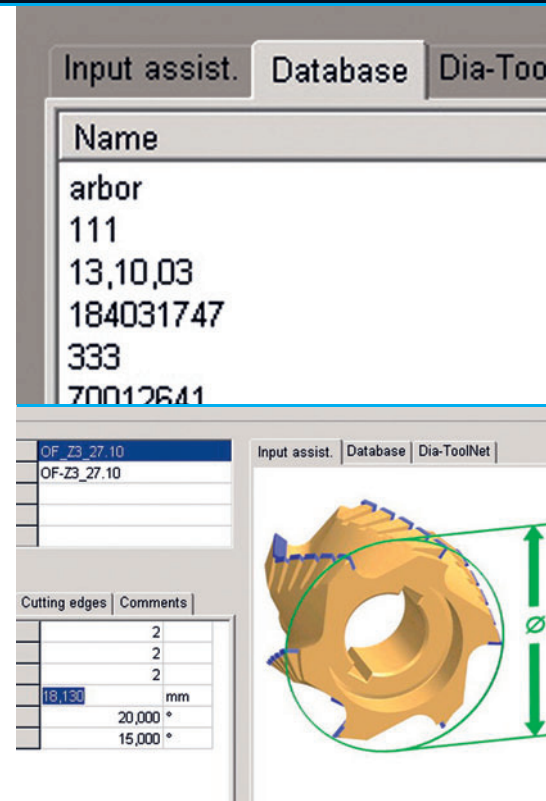 Input assist. Database Dia-Too
Name
arbor
111
13,10,03
184031747
333
70012641
OF_Z3_27.10
OF-Z3_27.10
Input assist. Database Dia-ToolNet
Ø
Cutting edges Comments
2
2
2
18,130 mm
20,000 °
15,000 °